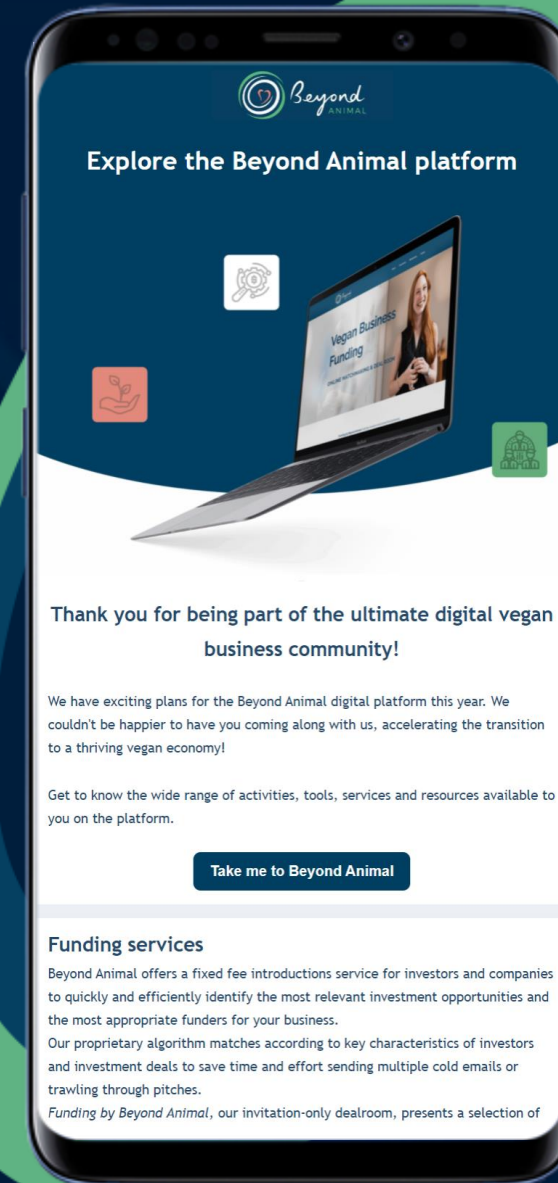 Beyond
ANIMAL
Explore the Beyond Animal platform
Vegan Business
Funding
ONLINE MATCHMAKING & DEAL ROOM
Thank you for being part of the ultimate digital vegan
business community!
We have exciting plans for the Beyond Animal digital platform this year. We
couldn't be happier to have you coming along with us, accelerating the transition
to a thriving vegan economy!
Get to know the wide range of activities, tools, services and resources available to
you on the platform.
Take me to Beyond Animal
Funding services
Beyond Animal offers a fixed fee introductions service for investors and companies
to quickly and efficiently identify the most relevant investment opportunities and
the most appropriate funders for your business.
Our proprietary algorithm matches according to key characteristics of investors
and investment deals to save time and effort sending multiple cold emails or
trawling through pitches.
Funding by Beyond Animal, our invitation-only dealroom, presents a selection of